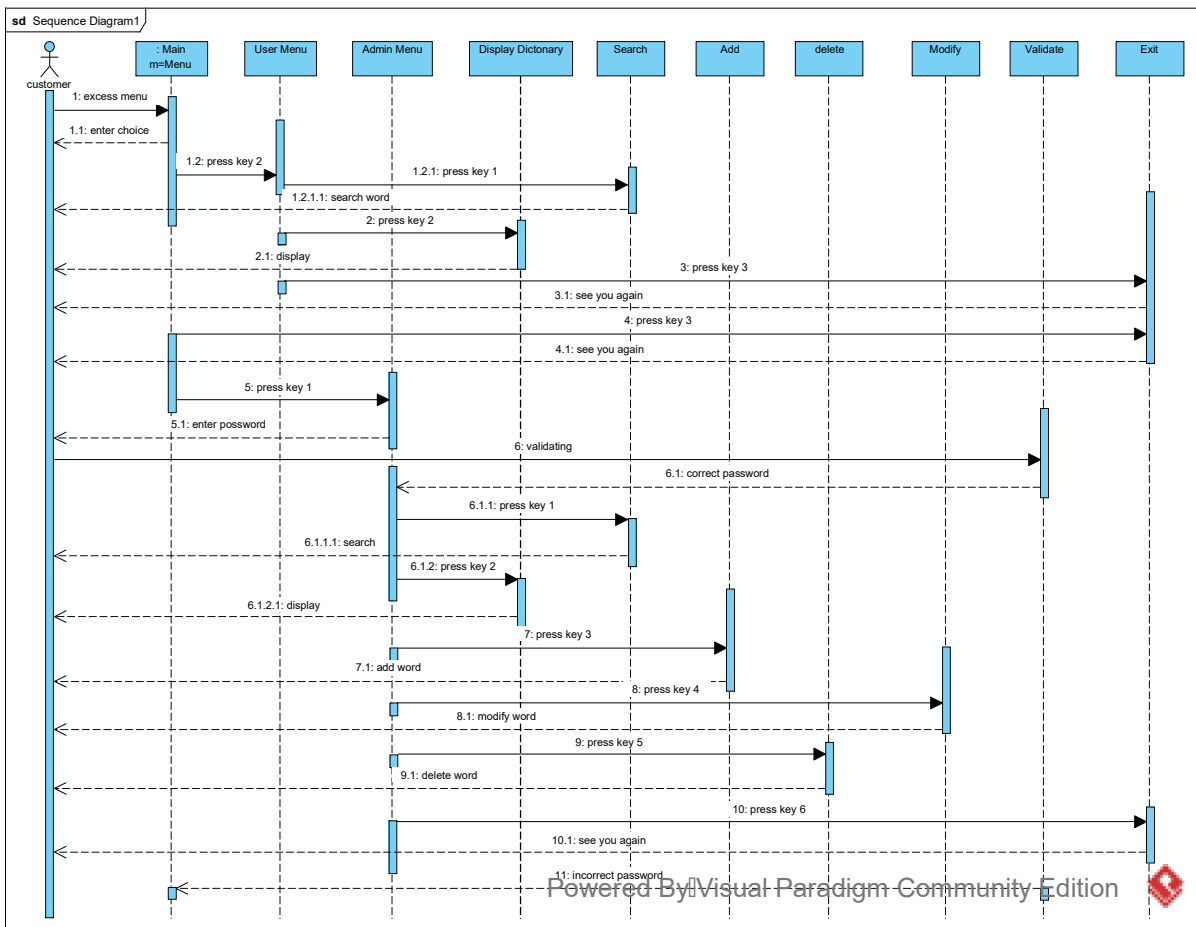 sd Sequence Diagram1
customer
: Main
m=Menu
User Menu
Admin Menu
Display Dictonary
Search
Add
delete
Modify
Validate
Exit
1: excess menu
1.1: enter choice
1.2: press key 2
1.2.1: press key 1
1.2.1.1: search word
2: press key 2
2.1: display
3: press key 3
3.1: see you again
4: press key 3
4.1: see you again
5: press key 1
5.1: enter possword
6: validating
6.1: correct password
6.1.1: press key 1
6.1.1.1: search
6.1.2: press key 2
6.1.2.1: display
7: press key 3
7.1: add word
8: press key 4
8.1: modify word
9: press key 5
9.1: delete word
10: press key 6
10.1: see you again
11: incorrect password
Powered By Visual Paradigm Community Edition